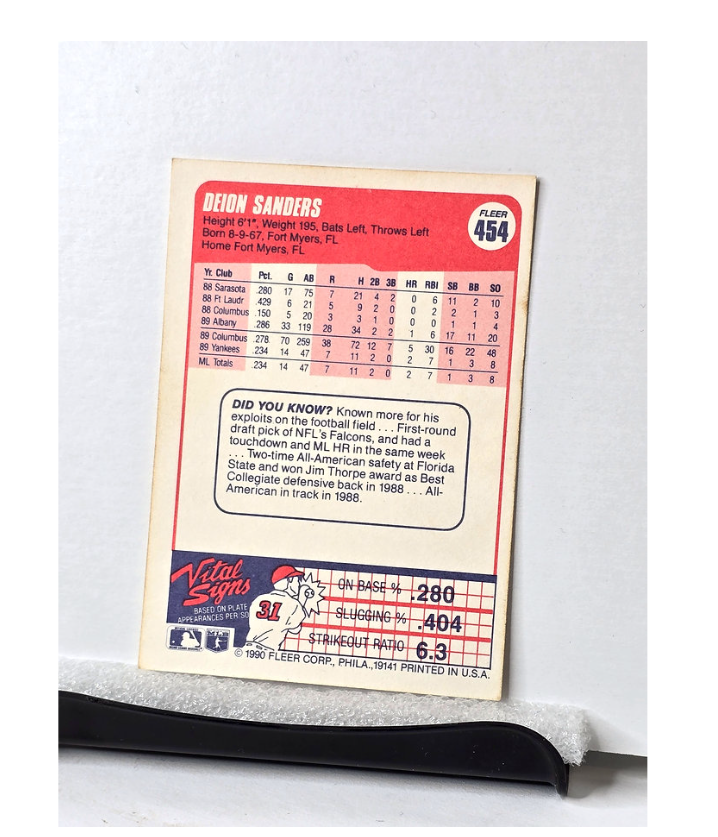 DEION SANDERS
Height 6'1", Weight 195, Bats Left, Throws Left
Born 8-9-67, Fort Myers, FL
Home Fort Myers, FL
FLEER
454
Yr. Club Pct. G AB R H 2B 3B HR RBI SB BB SO
88 Sarasota .280 17 75 7 21 4 2 0 6 11 2 10
88 Ft Laudr .429 6 21 5 9 2 0 0 2 2 1 3
88 Columbus .150 5 20 3 3 1 0 0 0 1 1 4
89 Albany .286 33 119 28 34 2 2 1 6 17 11 20
89 Columbus .278 70 259 38 72 12 7 5 30 16 22 48
89 Yankees .234 14 47 7 11 2 0 2 7 1 3 8
ML Totals .234 14 47 7 11 2 0 2 7 1 3 8
DID YOU KNOW? Known more for his
exploits on the football field . . . First-round
draft pick of NFL's Falcons, and had a
touchdown and ML HR in the same week
. . . Two-time All-American safety at Florida
State and won Jim Thorpe award as Best
Collegiate defensive back in 1988 . . . All-
American in track in 1988.
Vital
Signs
BASED ON PLATE
APPEARANCES PER SO
31
ON BASE % .280
SLUGGING % .404
STRIKEOUT RATIO 6.3
© 1990 FLEER CORP., PHILA.,19141 PRINTED IN U.S.A.